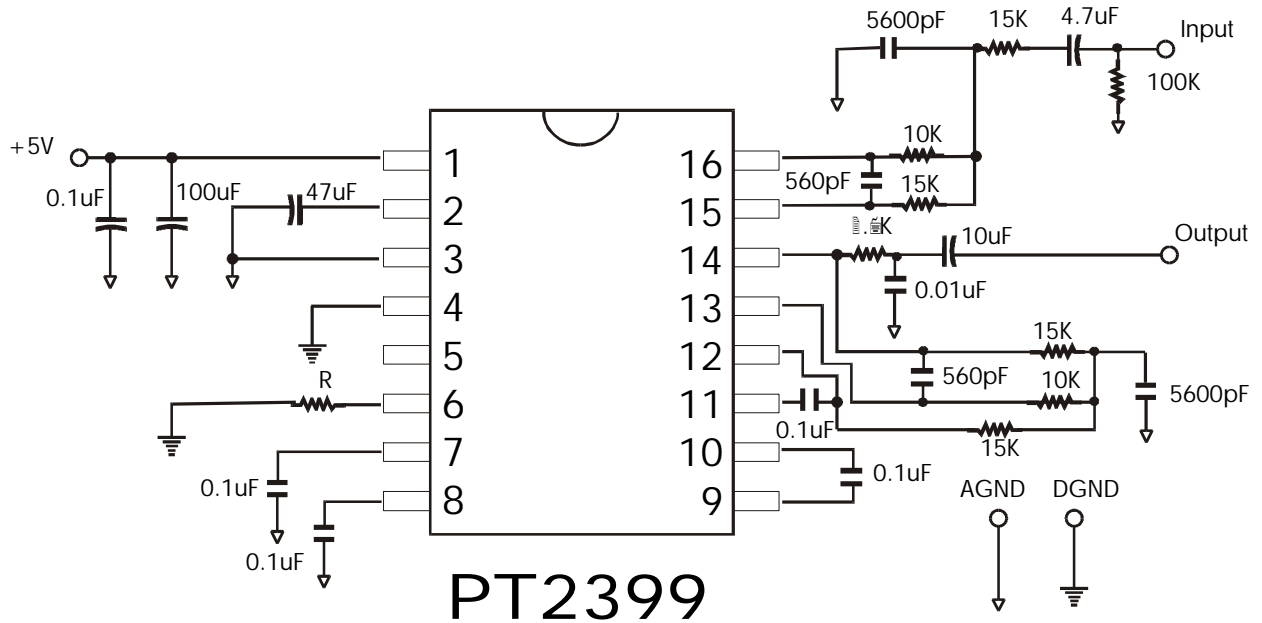 5600pF 15K 4.7uF Input
100K
+5V
0.1uF 100uF 47uF
1 16 10K
560pF 15K
2 15
3 14 10uF Output
0.01uF
4 13
5 12 15K
560pF 10K 5600pF
R
6 11 0.1uF
15K
7 10
0.1uF 0.1uF
8 9
0.1uF
AGND DGND
PT2399